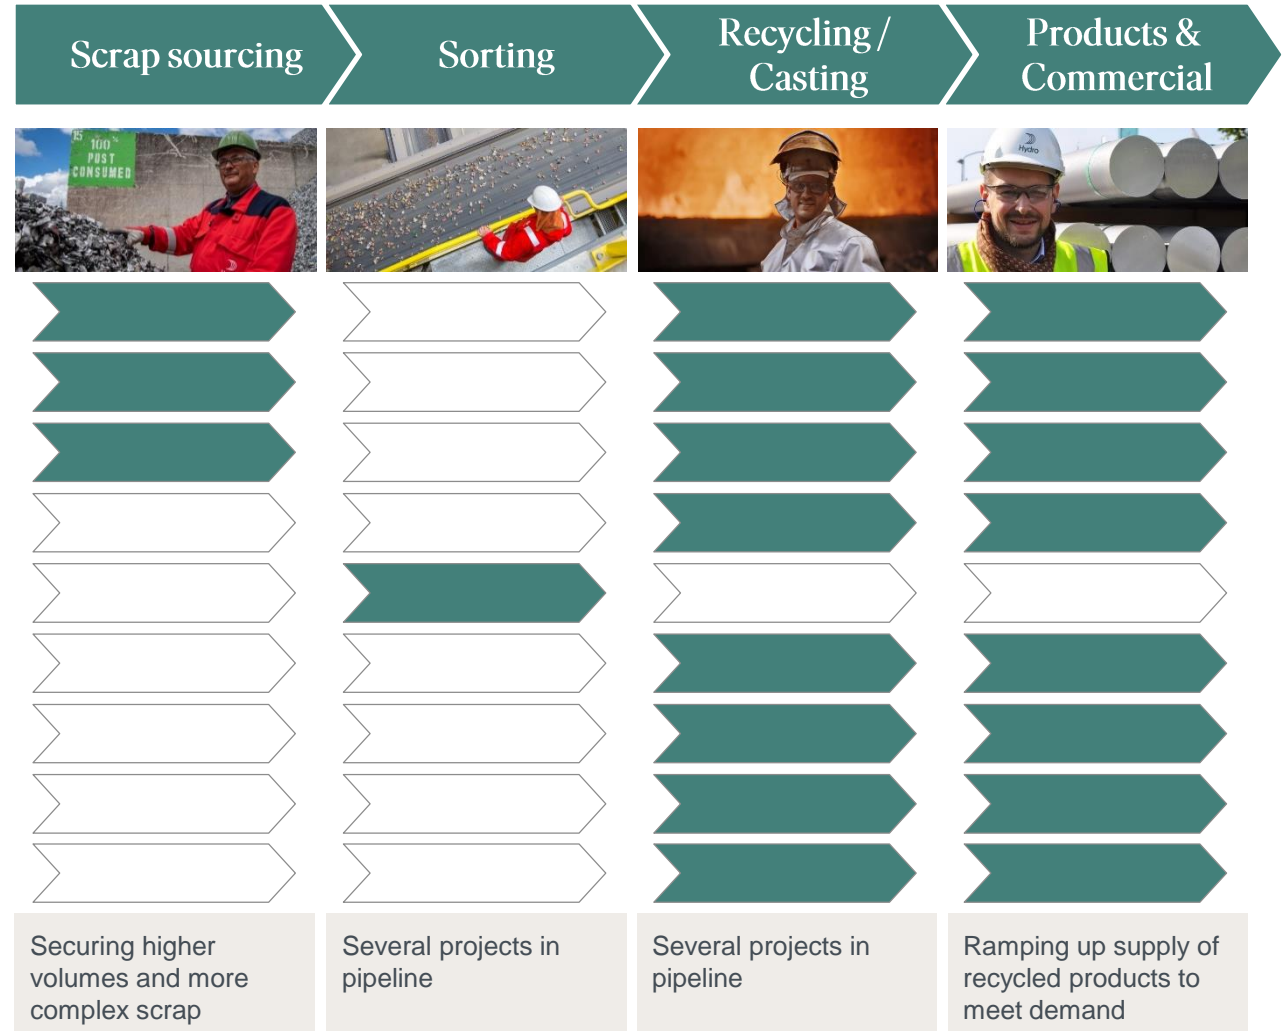 Scrap sourcing
Sorting
Recycling /
Casting
Products &
Commercial
100%
POST
CONSUMED
Hydro
Securing higher
volumes and more
complex scrap
Several projects in
pipeline
Several projects in
pipeline
Ramping up supply of
recycled products to
meet demand